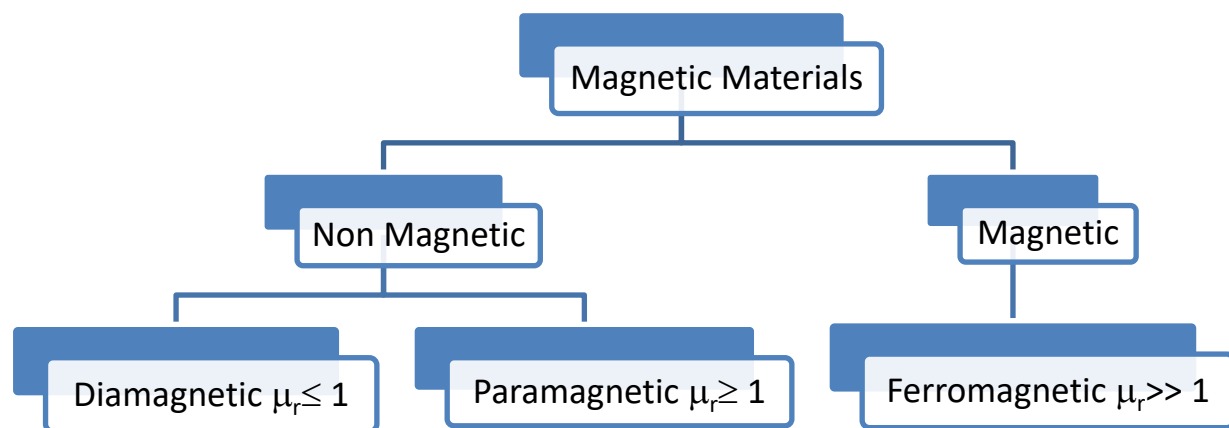 Magnetic Materials
Non Magnetic
Magnetic
Diamagnetic μr≤ 1
Paramagnetic μr≥ 1
Ferromagnetic μr>> 1